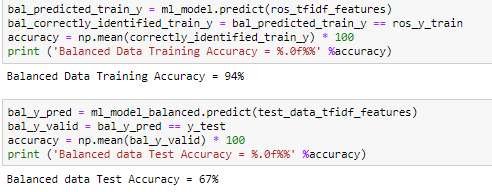 bal_predicted_train_y = ml_model.predict(ros_tfidf_features)
bal_correctly_identified_train_y = bal_predicted_train_y == ros_y_train
accuracy = np.mean(correctly_identified_train_y) * 100
print ('Balanced Data Training Accuracy = %.0f%%' %accuracy)
Balanced Data Training Accuracy = 94%
bal_y_pred = ml_model_balanced.predict(test_data_tfidf_features)
bal_y_valid = bal_y_pred == y_test
accuracy = np.mean(bal_y_valid) * 100
print ('Balanced data Test Accuracy = %.0f%%' %accuracy)
Balanced data Test Accuracy = 67%